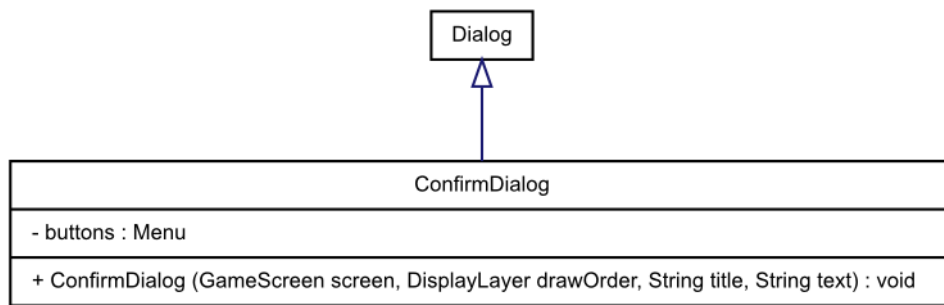 Dialog
ConfirmDialog
- buttons : Menu
+ ConfirmDialog (GameScreen screen, DisplayLayer drawOrder, String title, String text) : void